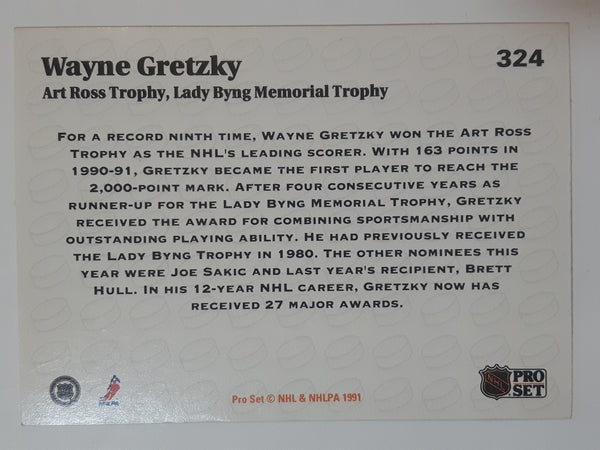 Wayne Gretzky 324
Art Ross Trophy, Lady Byng Memorial Trophy
FOR A RECORD NINTH TIME, WAYNE GRETZKY WON THE ART ROSS
TROPHY AS THE NHL'S LEADING SCORER. WITH 163 POINTS IN
1990-91, GRETZKY BECAME THE FIRST PLAYER TO REACH THE
2,000-POINT MARK. AFTER FOUR CONSECUTIVE YEARS AS
RUNNER-UP FOR THE LADY BYNG MEMORIAL TROPHY, GRETZKY
RECEIVED THE AWARD FOR COMBINING SPORTSMANSHIP WITH
OUTSTANDING PLAYING ABILITY. HE HAD PREVIOUSLY RECEIVED
THE LADY BYNG TROPHY IN 1980. THE OTHER NOMINEES THIS
YEAR WERE JOE SAKIC AND LAST YEAR'S RECIPIENT, BRETT
HULL. IN HIS 12-YEAR NHL CAREER, GRETZKY NOW HAS
RECEIVED 27 MAJOR AWARDS.
NHLPA
Pro Set © NHL & NHLPA 1991
NHL PRO
SET